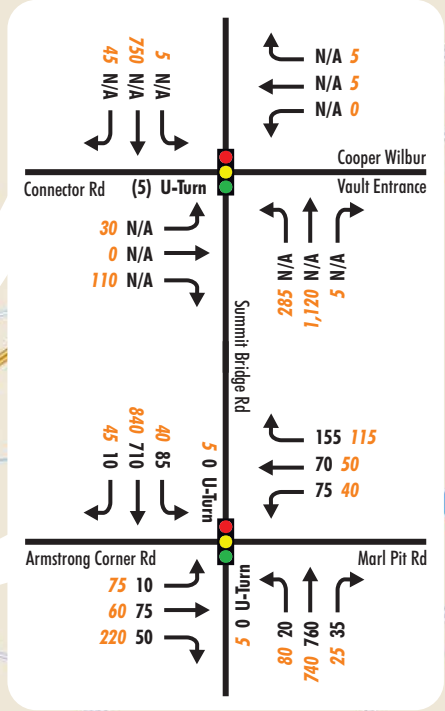 5 N/A
750 N/A
45 N/A
N/A 5
N/A 5
N/A 0
Cooper Wilbur
Vault Entrance
Connector Rd
(5) U-Turn
30 N/A
0 N/A
110 N/A
285 N/A
1,120 N/A
5 N/A
Summit Bridge Rd
40 85
840 710
45 10
5 0 U-Turn
155 115
70 50
75 40
Armstrong Corner Rd
Marl Pit Rd
75 10
60 75
220 50
5 0 U-Turn
80 20
740 760
25 35